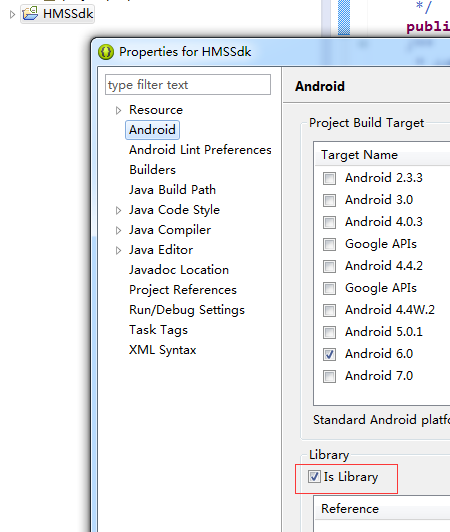 HMSSdk
*/
publi
Properties for HMSSdk
type filter text
Resource
Android
Android Lint Preferences
Builders
Java Build Path
Java Code Style
Java Compiler
Java Editor
Javadoc Location
Project References
Run/Debug Settings
Task Tags
XML Syntax
Android
Project Build Target
Target Name
Android 2.3.3
Android 3.0
Android 4.0.3
Google APIs
Android 4.4.2
Google APIs
Android 4.4W.2
Android 5.0.1
Android 6.0
Android 7.0
Standard Android platf
Library
Is Library
Reference